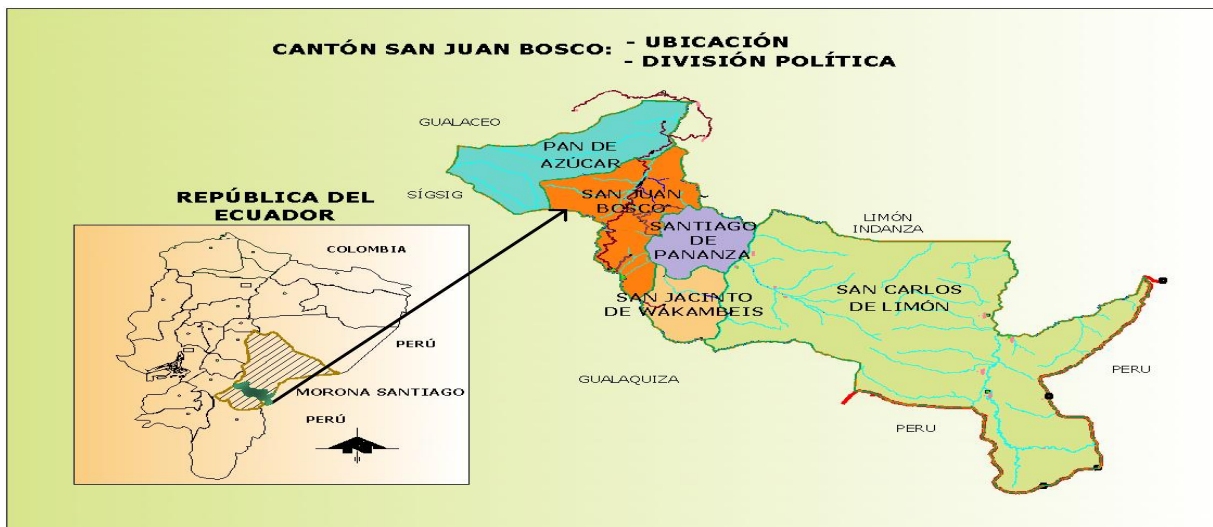 CANTÓN SAN JUAN BOSCO: - UBICACIÓN
- DIVISIÓN POLÍTICA
GUALACEO
PAN DE
AZÚCAR
SÍGSIG
SAN JUAN
BOSCO
LIMÓN
INDANZA
SANTIAGO
DE
PANANZA
SAN CARLOS
DE LIMÓN
SAN JACINTO
DE WAKAMBEIS
GUALAQUIZA
PERU
PERU
REPÚBLICA DEL
ECUADOR
COLOMBIA
PERÚ
MORONA SANTIAGO
PERÚ